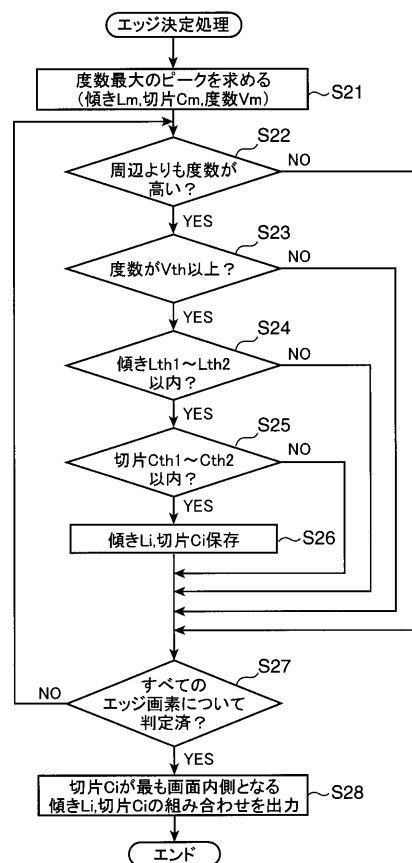 エッジ決定処理
度数最大のピークを求める
(傾きLm,切片Cm,度数Vm)
S21
S22
周辺よりも度数が
高い?
NO
YES
S23
度数がVth以上?
NO
YES
S24
傾きLth1～Lth2
以内?
NO
YES
S25
切片Cth1～Cth2
以内?
NO
YES
傾きLi,切片Ci保存
S26
S27
すべての
エッジ画素について
判定済?
NO
YES
切片Ciが最も画面内側となる
傾きLi,切片Ciの組み合わせを出力
S28
エンド